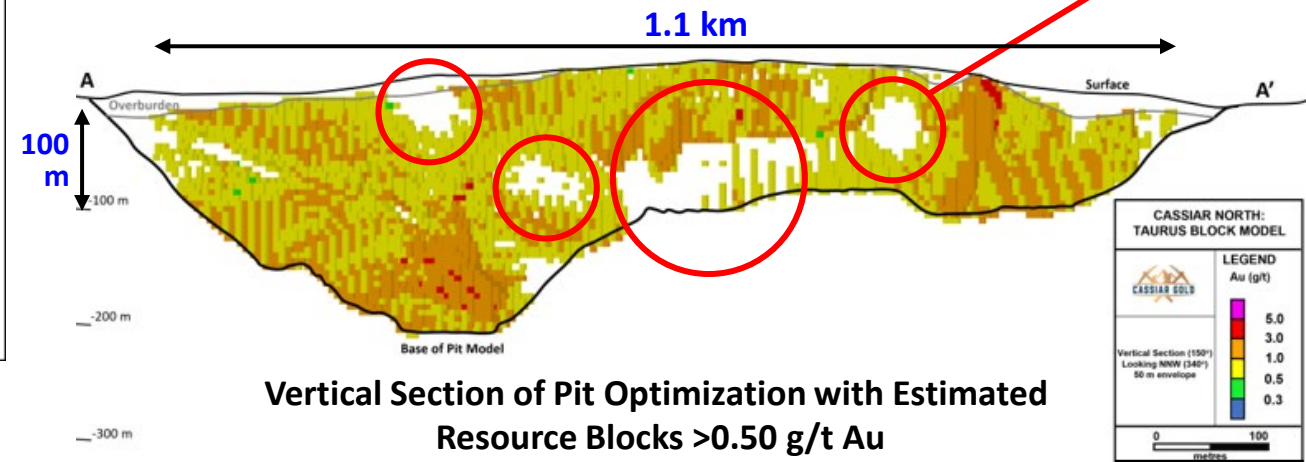 1.1 km
A
Overburden
Surface
A'
100
m
-100 m
-200 m
Base of Pit Model
-300 m
Vertical Section of Pit Optimization with Estimated
Resource Blocks >0.50 g/t Au
CASSIAR NORTH:
TAURUS BLOCK MODEL
CASSIAR GOLD
LEGEND
Au (g/t)
5.0
3.0
1.0
0.5
0.3
Vertical Section (150°)
Looking NNW (340°)
50 m envelope
0 100
metres